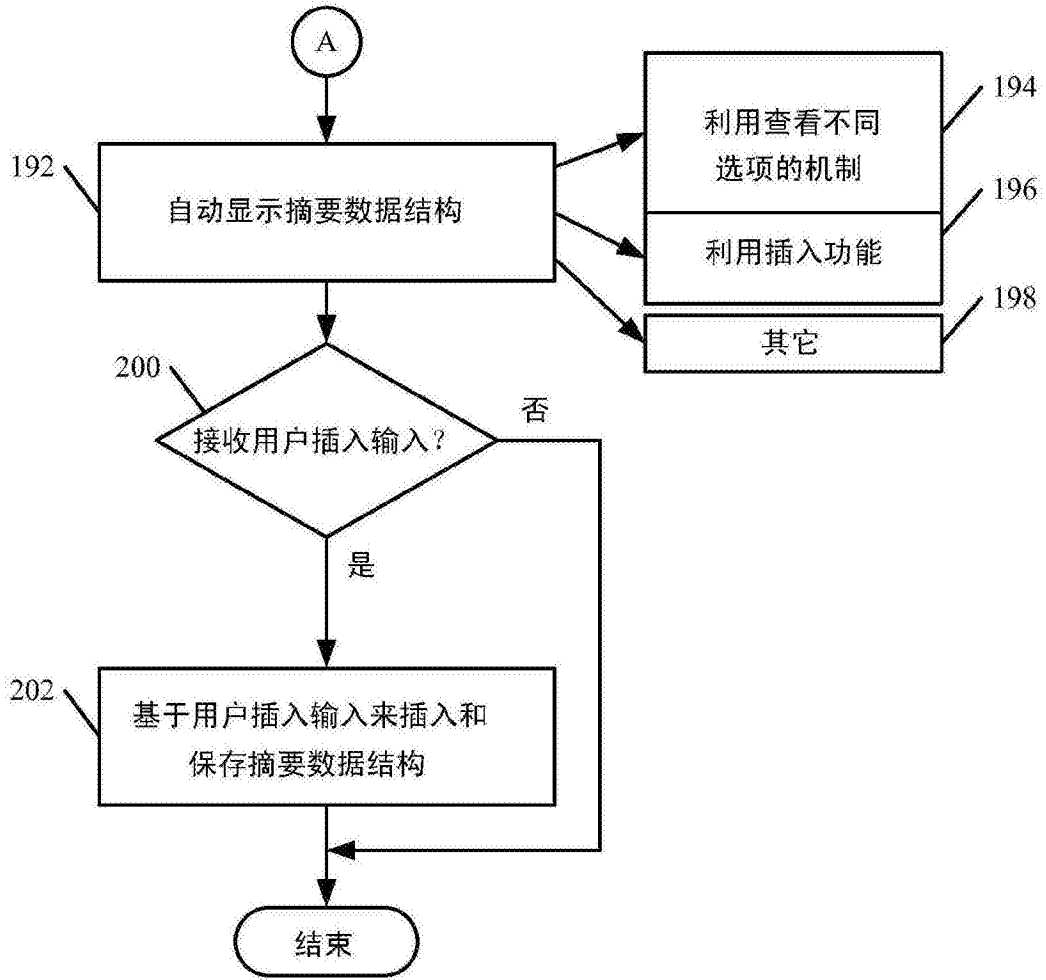 A
192
自动显示摘要数据结构
194
利用查看不同
选项的机制
196
利用插入功能
198
其它
200
接收用户插入输入?
否
是
202
基于用户插入输入来插入和
保存摘要数据结构
结束